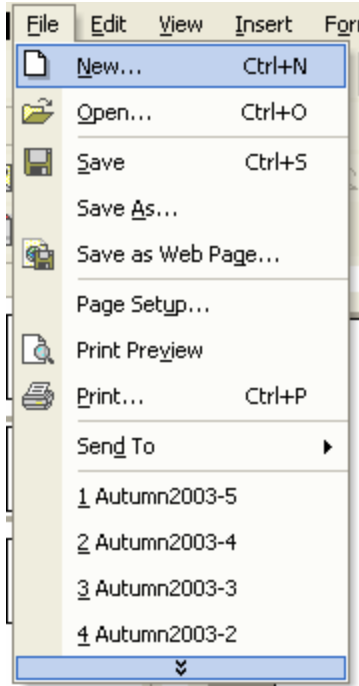 File Edit View Insert For
New... Ctrl+N
Open... Ctrl+O
Save Ctrl+S
Save As...
Save as Web Page...
Page Setup...
Print Preview
Print... Ctrl+P
Send To
1 Autumn2003-5
2 Autumn2003-4
3 Autumn2003-3
4 Autumn2003-2